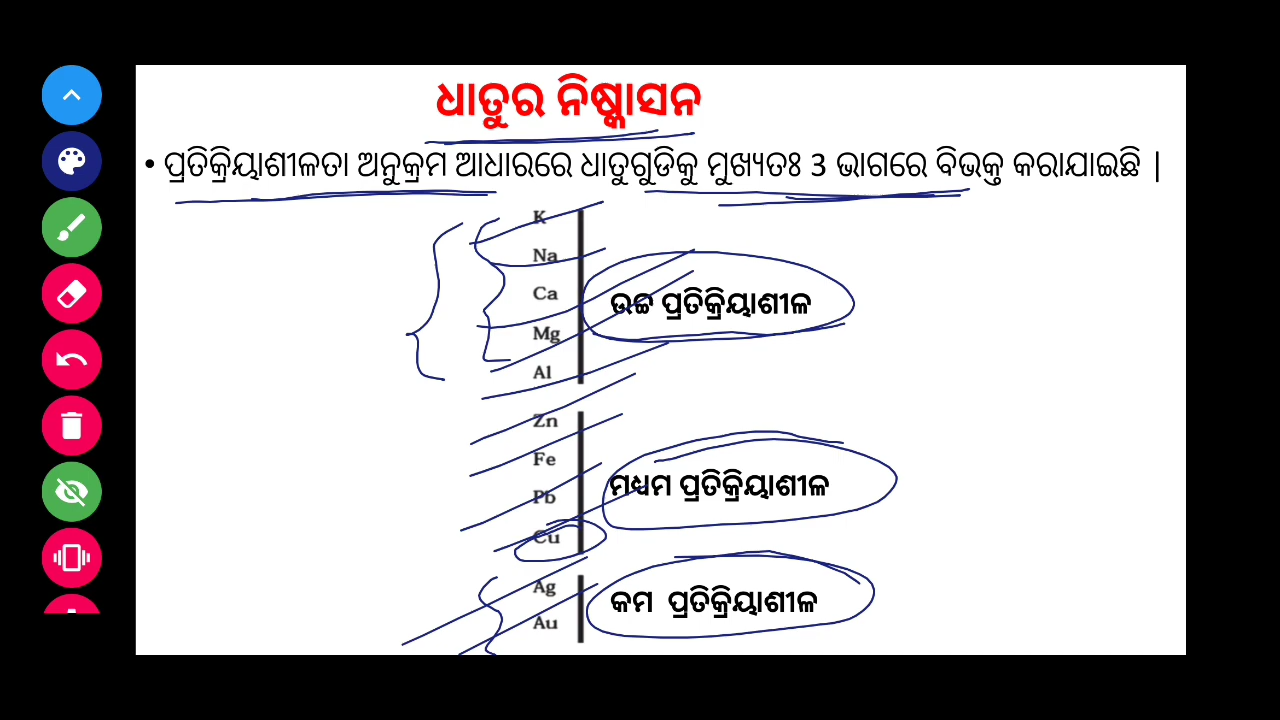 ଧାତୁର ନିଷ୍କାସନ
• ପ୍ରତିକ୍ରିୟାଶୀଳତା ଅନୁକ୍ରମ ଆଧାରରେ ଧାତୁଗୁଡିକୁ ମୁଖ୍ୟତଃ 3 ଭାଗରେ ବିଭକ୍ତ କରାଯାଇଛି |
K
Na
Ca
ଉଚ୍ଚ ପ୍ରତିକ୍ରିୟାଶୀଳ
Mg
Al
Zn
Fe
ମଧ୍ୟମ ପ୍ରତିକ୍ରିୟାଶୀଳ
Pb
Cu
Ag
କମ ପ୍ରତିକ୍ରିୟାଶୀଳ
Au